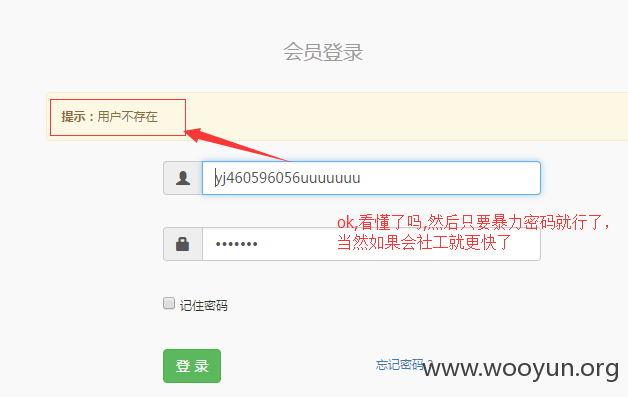 会员登录
提示：用户不存在
yj460596056uuuuuuu
ok,看懂了吗,然后只要暴力密码就行了，
当然如果会社工就更快了
•••••••
记住密码
登 录
忘记密码？
www.wooyun.org